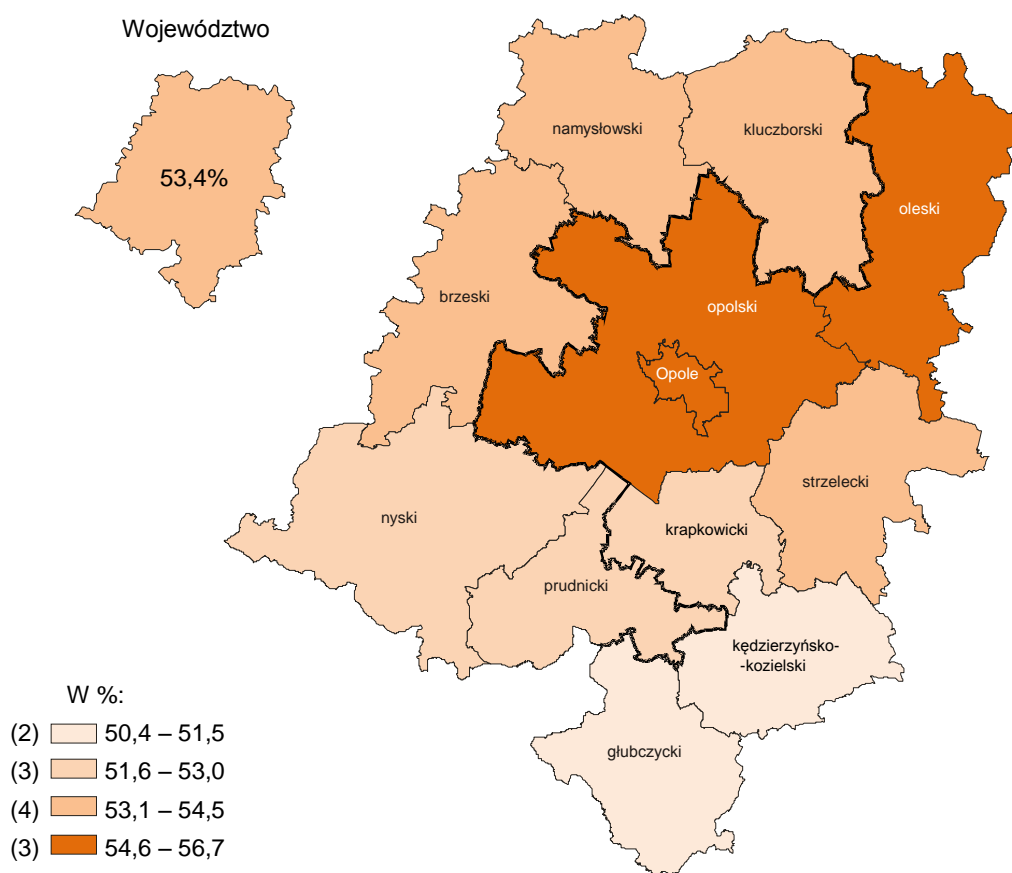 Województwo
53,4%
namysłowski
kluczborski
oleski
brzeski
opolski
Opole
strzelecki
nyski
krapkowicki
prudnicki
kędzierzyńsko-
-kozielski
głubczycki
W %:
(2) 50,4 – 51,5
(3) 51,6 – 53,0
(4) 53,1 – 54,5
(3) 54,6 – 56,7